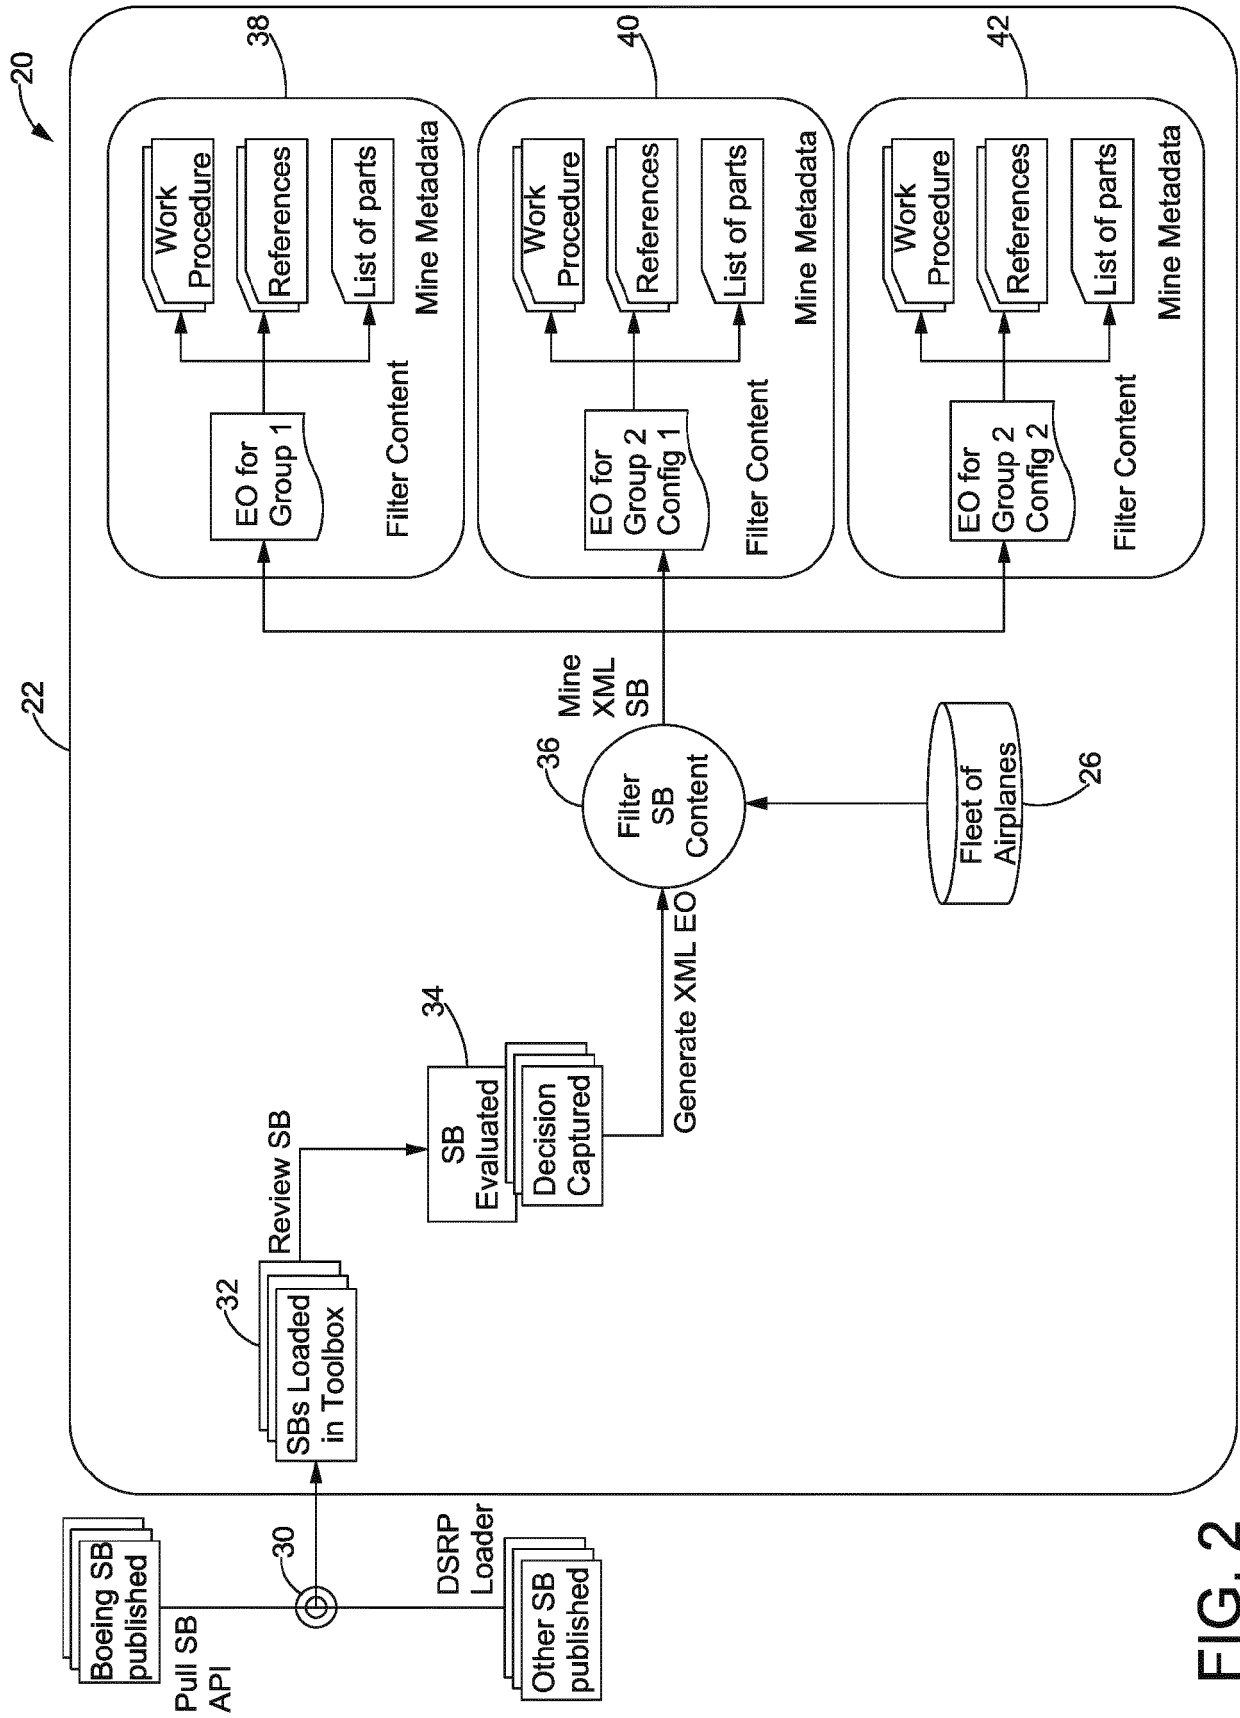 20
22
Boeing SB
published
Pull SB
API
30
DSRP
Loader
Other SB
published
32
SBs Loaded
in Toolbox
Review SB
34
SB
Evaluated
Decision
Captured
Generate XML EO
36
Filter
SB
Content
Mine
XML
SB
Fleet of
Airplanes
26
38
EO for
Group 1
Work
Procedure
References
List of parts
Filter Content
Mine Metadata
40
EO for
Group 2
Config 1
Work
Procedure
References
List of parts
Filter Content
Mine Metadata
42
EO for
Group 2
Config 2
Work
Procedure
References
List of parts
Filter Content
Mine Metadata
FIG. 2